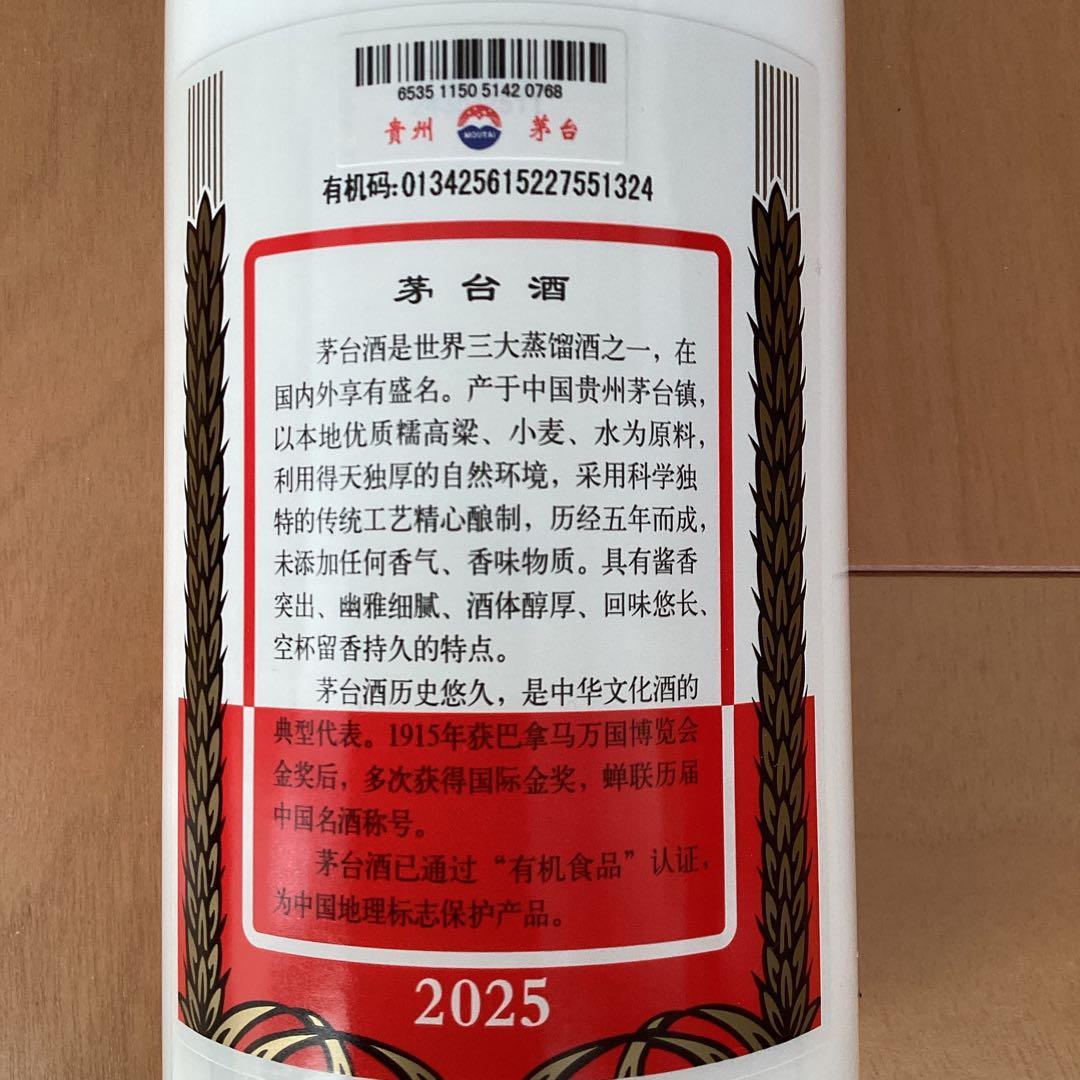 6535 1150 5142 0768
貴州 MOUTAI 茅台
有机码:013425615227551324
茅台酒
茅台酒是世界三大蒸馏酒之一，在
国内外享有盛名。产于中国贵州茅台镇，
以本地优质糯高粱、小麦、水为原料，
利用得天独厚的自然环境，采用科学独
特的传统工艺精心酿制，历经五年而成，
未添加任何香气、香味物质。具有酱香
突出、幽雅细腻、酒体醇厚、回味悠长、
空杯留香持久的特点。
茅台酒历史悠久，是中华文化酒的
典型代表。1915年获巴拿马万国博览会
金奖后，多次获得国际金奖，蝉联历届
中国名酒称号。
茅台酒已通过“有机食品”认证，
为中国地理标志保护产品。
2025